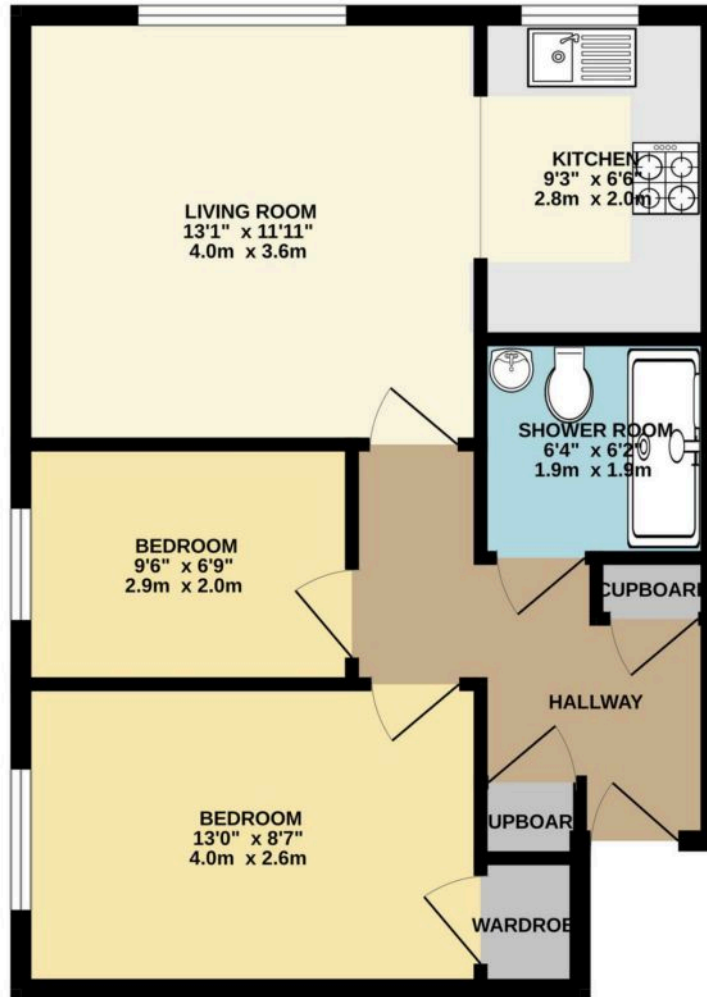 LIVING ROOM
13'1" x 11'11"
4.0m x 3.6m
KITCHEN
9'3" x 6'6"
2.8m x 2.0m
SHOWER ROOM
6'4" x 6'2"
1.9m x 1.9m
BEDROOM
9'6" x 6'9"
2.9m x 2.0m
CUPBOARD
HALLWAY
BEDROOM
13'0" x 8'7"
4.0m x 2.6m
UPBOAR
WARDROB